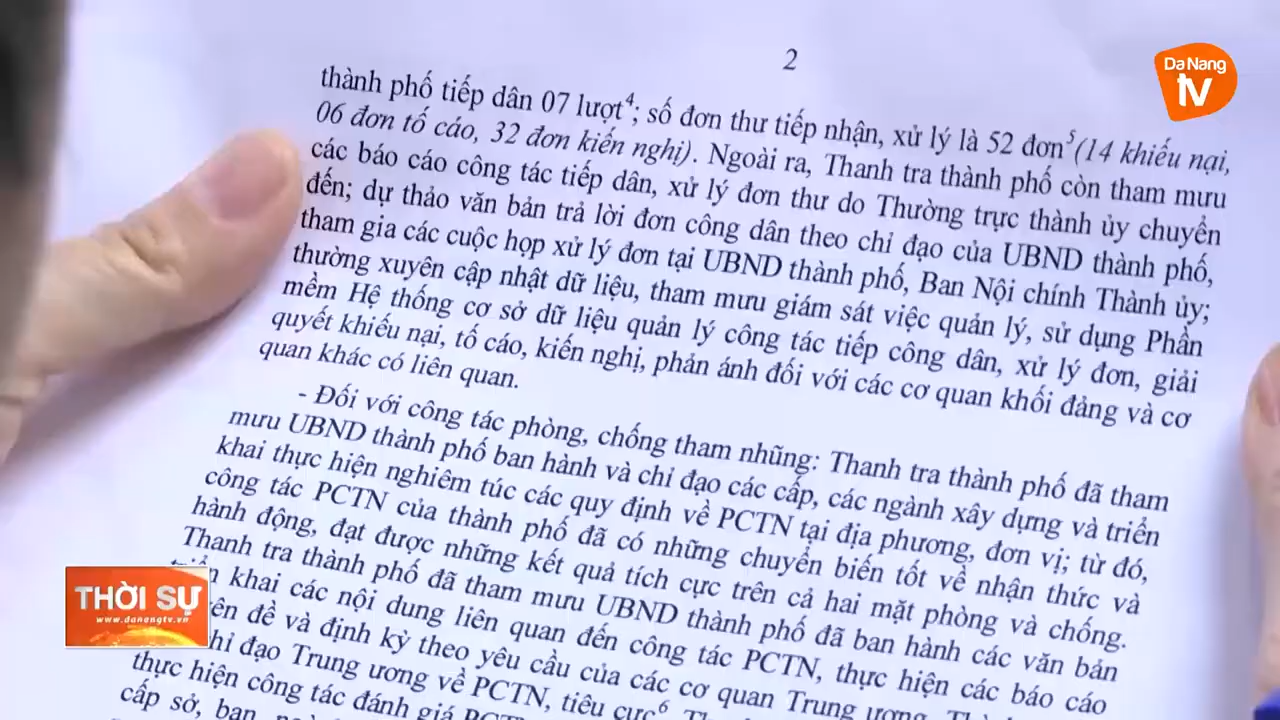 2
Da Nang
tv
thành phố tiếp dân 07 lượt4; số đơn thư tiếp nhận, xử lý là 52 đơn5(14 khiếu nại,
06 đơn tố cáo, 32 đơn kiến nghị). Ngoài ra, Thanh tra thành phố còn tham mưu
các báo cáo công tác tiếp dân, xử lý đơn thư do Thường trực thành ủy chuyển
đến; dự thảo văn bản trả lời đơn công dân theo chỉ đạo của UBND thành phố,
tham gia các cuộc họp xử lý đơn tại UBND thành phố, Ban Nội chính Thành ủy;
thường xuyên cập nhật dữ liệu, tham mưu giám sát việc quản lý, sử dụng Phần
mềm Hệ thống cơ sở dữ liệu quản lý công tác tiếp công dân, xử lý đơn, giải
quyết khiếu nại, tố cáo, kiến nghị, phản ánh đối với các cơ quan khối đảng và cơ
quan khác có liên quan.
- Đối với công tác phòng, chống tham nhũng: Thanh tra thành phố đã tham
mưu UBND thành phố ban hành và chỉ đạo các cấp, các ngành xây dựng và triển
khai thực hiện nghiêm túc các quy định về PCTN tại địa phương, đơn vị; từ đó,
công tác PCTN của thành phố đã có những chuyển biến tốt về nhận thức và
hành động, đạt được những kết quả tích cực trên cả hai mặt phòng và chống.
Thanh tra thành phố đã tham mưu UBND thành phố đã ban hành các văn bản
khai các nội dung liên quan đến công tác PCTN, thực hiện các báo cáo
đề và định kỳ theo yêu cầu của các cơ quan Trung ương,
đạo Trung ương về PCTN, tiêu cực6
thực hiện công tác đánh giá
cấp sở, ban,
THỜI SỰ
www.danangtv.vn